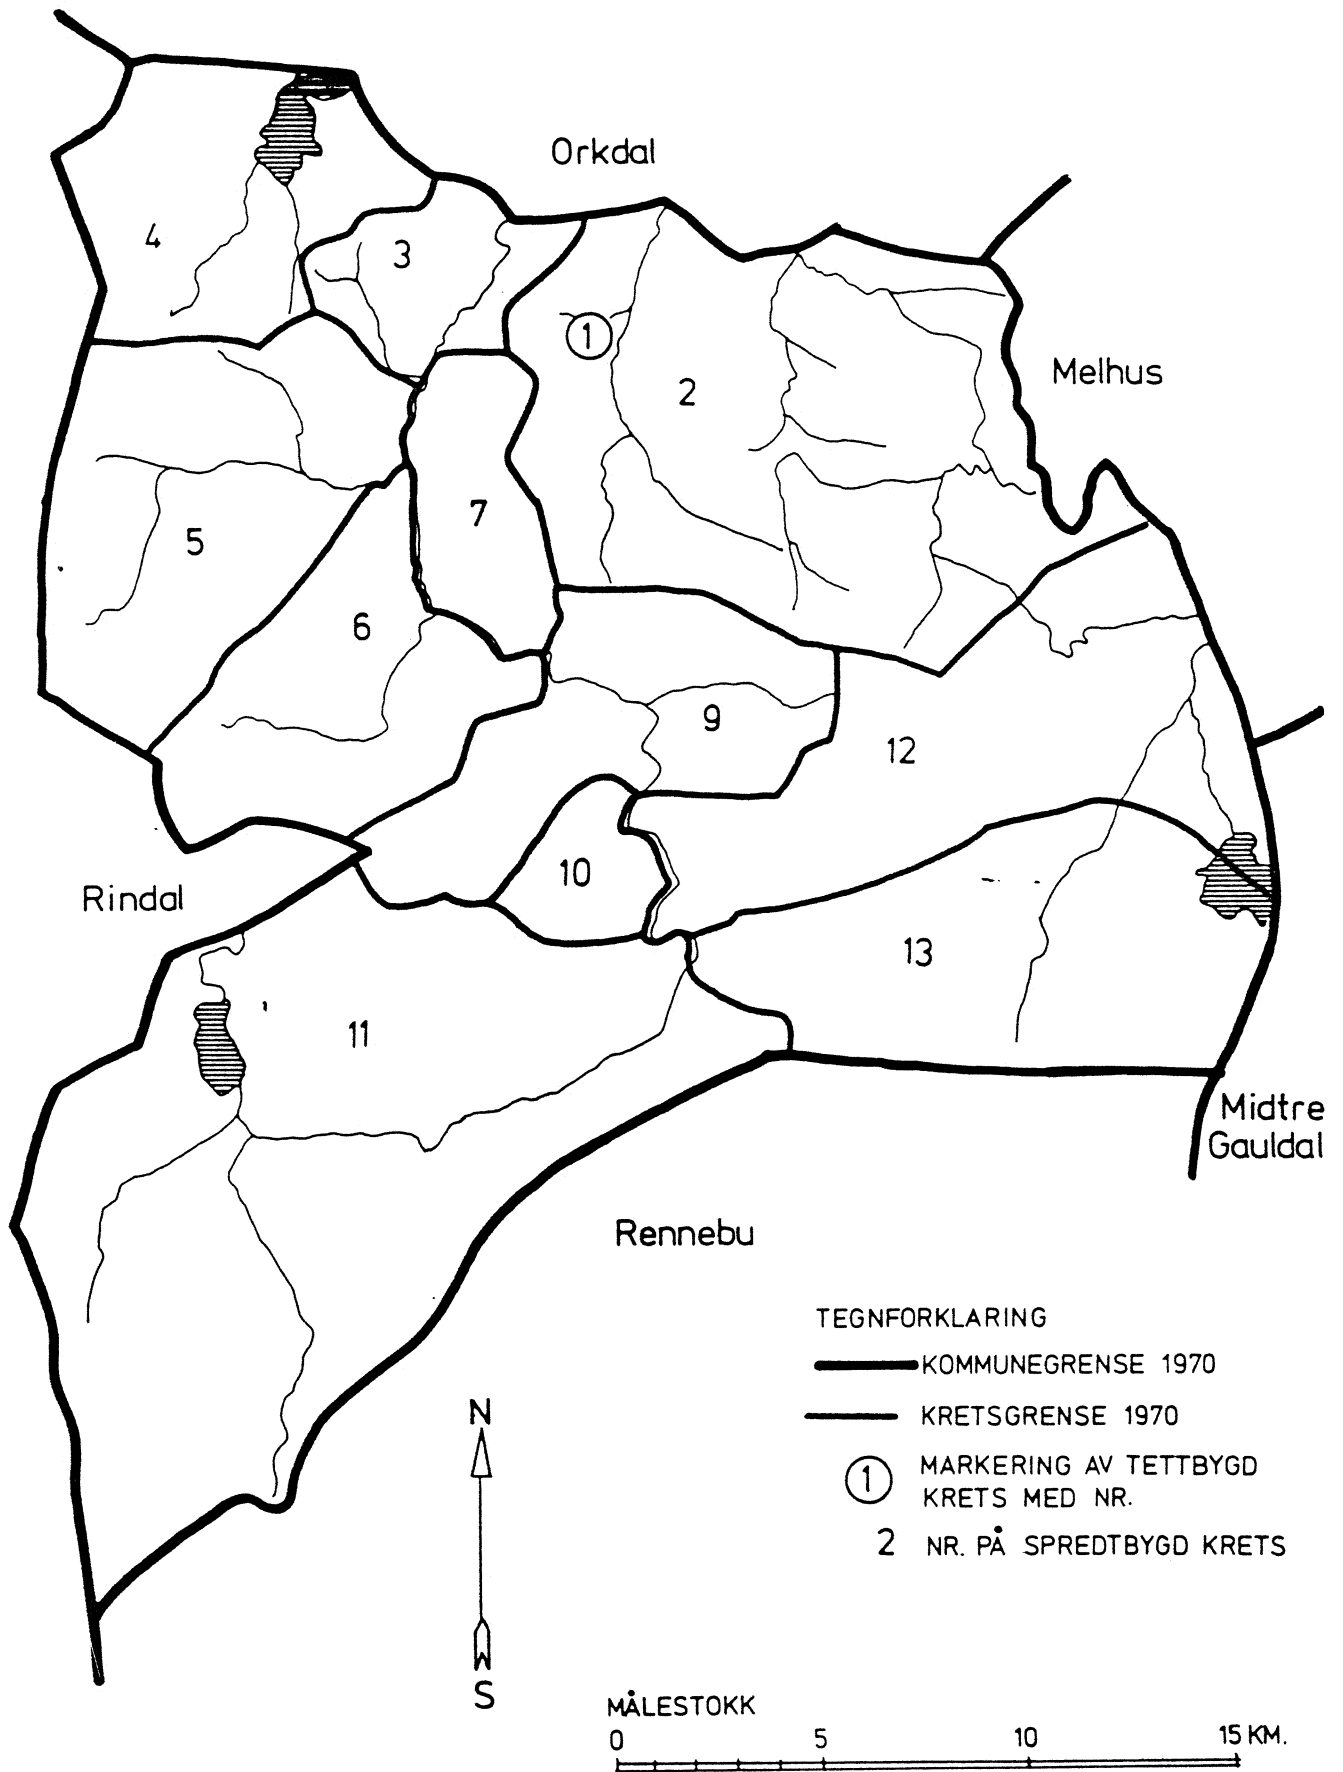 Orkdal
4
3
1
Melhus
2
7
5
6
9
12
10
Rindal
13
11
Midtre
Gauldal
Rennebu
TEGNFORKLARING
KOMMUNEGRENSE 1970
KRETSGRENSE 1970
1 MARKERING AV TETTBYGD
KRETS MED NR.
2 NR. PÅ SPREDTBYGD KRETS
N
S
MÅLESTOKK
0 5 10 15 KM.